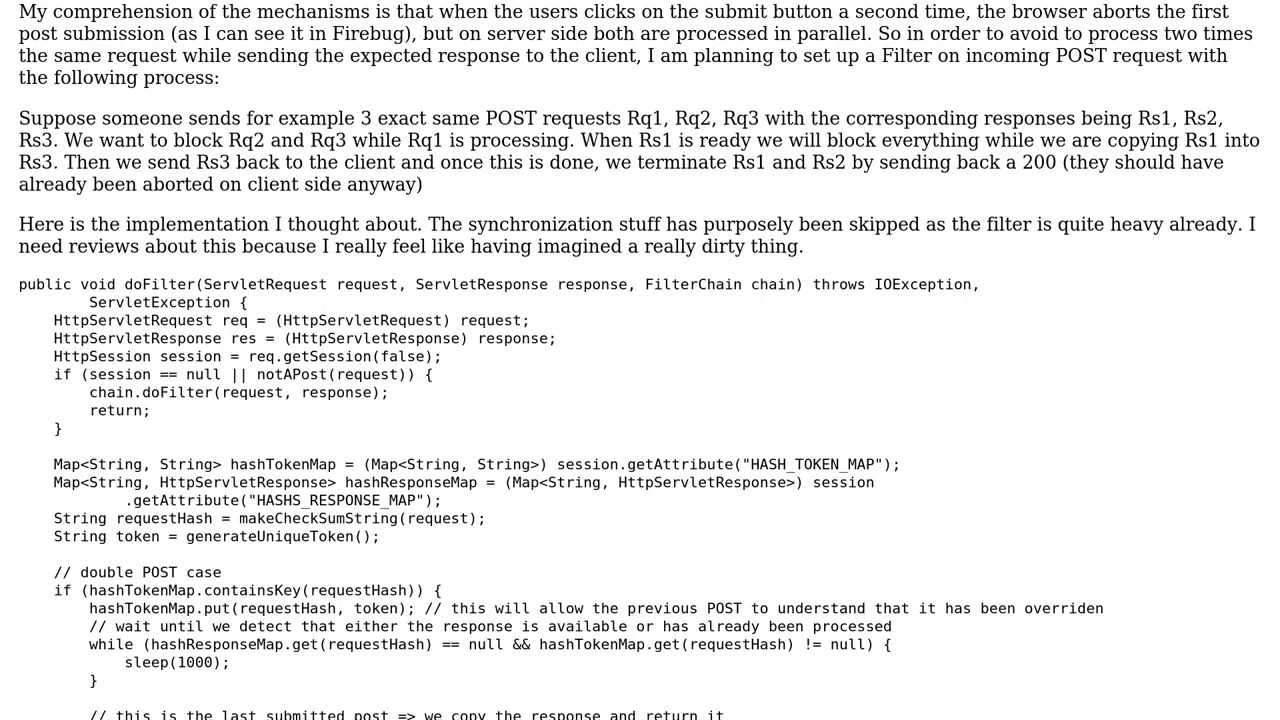 My comprehension of the mechanisms is that when the users clicks on the submit button a second time, the browser aborts the first
post submission (as I can see it in Firebug), but on server side both are processed in parallel. So in order to avoid to process two times
the same request while sending the expected response to the client, I am planning to set up a Filter on incoming POST request with
the following process:
Suppose someone sends for example 3 exact same POST requests Rq1, Rq2, Rq3 with the corresponding responses being Rs1, Rs2,
Rs3. We want to block Rq2 and Rq3 while Rq1 is processing. When Rs1 is ready we will block everything while we are copying Rs1 into
Rs3. Then we send Rs3 back to the client and once this is done, we terminate Rs1 and Rs2 by sending back a 200 (they should have
already been aborted on client side anyway)
Here is the implementation I thought about. The synchronization stuff has purposely been skipped as the filter is quite heavy already. I
need reviews about this because I really feel like having imagined a really dirty thing.
public void doFilter(ServletRequest request, ServletResponse response, FilterChain chain) throws IOException,
        ServletException {
    HttpServletRequest req = (HttpServletRequest) request;
    HttpServletResponse res = (HttpServletResponse) response;
    HttpSession session = req.getSession(false);
    if (session == null || notAPost(request)) {
        chain.doFilter(request, response);
        return;
    }
    Map<String, String> hashTokenMap = (Map<String, String>) session.getAttribute("HASH_TOKEN_MAP");
    Map<String, HttpServletResponse> hashResponseMap = (Map<String, HttpServletResponse>) session
            .getAttribute("HASHS_RESPONSE_MAP");
    String requestHash = makeCheckSumString(request);
    String token = generateUniqueToken();
    // double POST case
    if (hashTokenMap.containsKey(requestHash)) {
        hashTokenMap.put(requestHash, token); // this will allow the previous POST to understand that it has been overriden
        // wait until we detect that either the response is available or has already been processed
        while (hashResponseMap.get(requestHash) == null && hashTokenMap.get(requestHash) != null) {
            sleep(1000);
        }
        // this is the last submitted post => we copy the response and return it